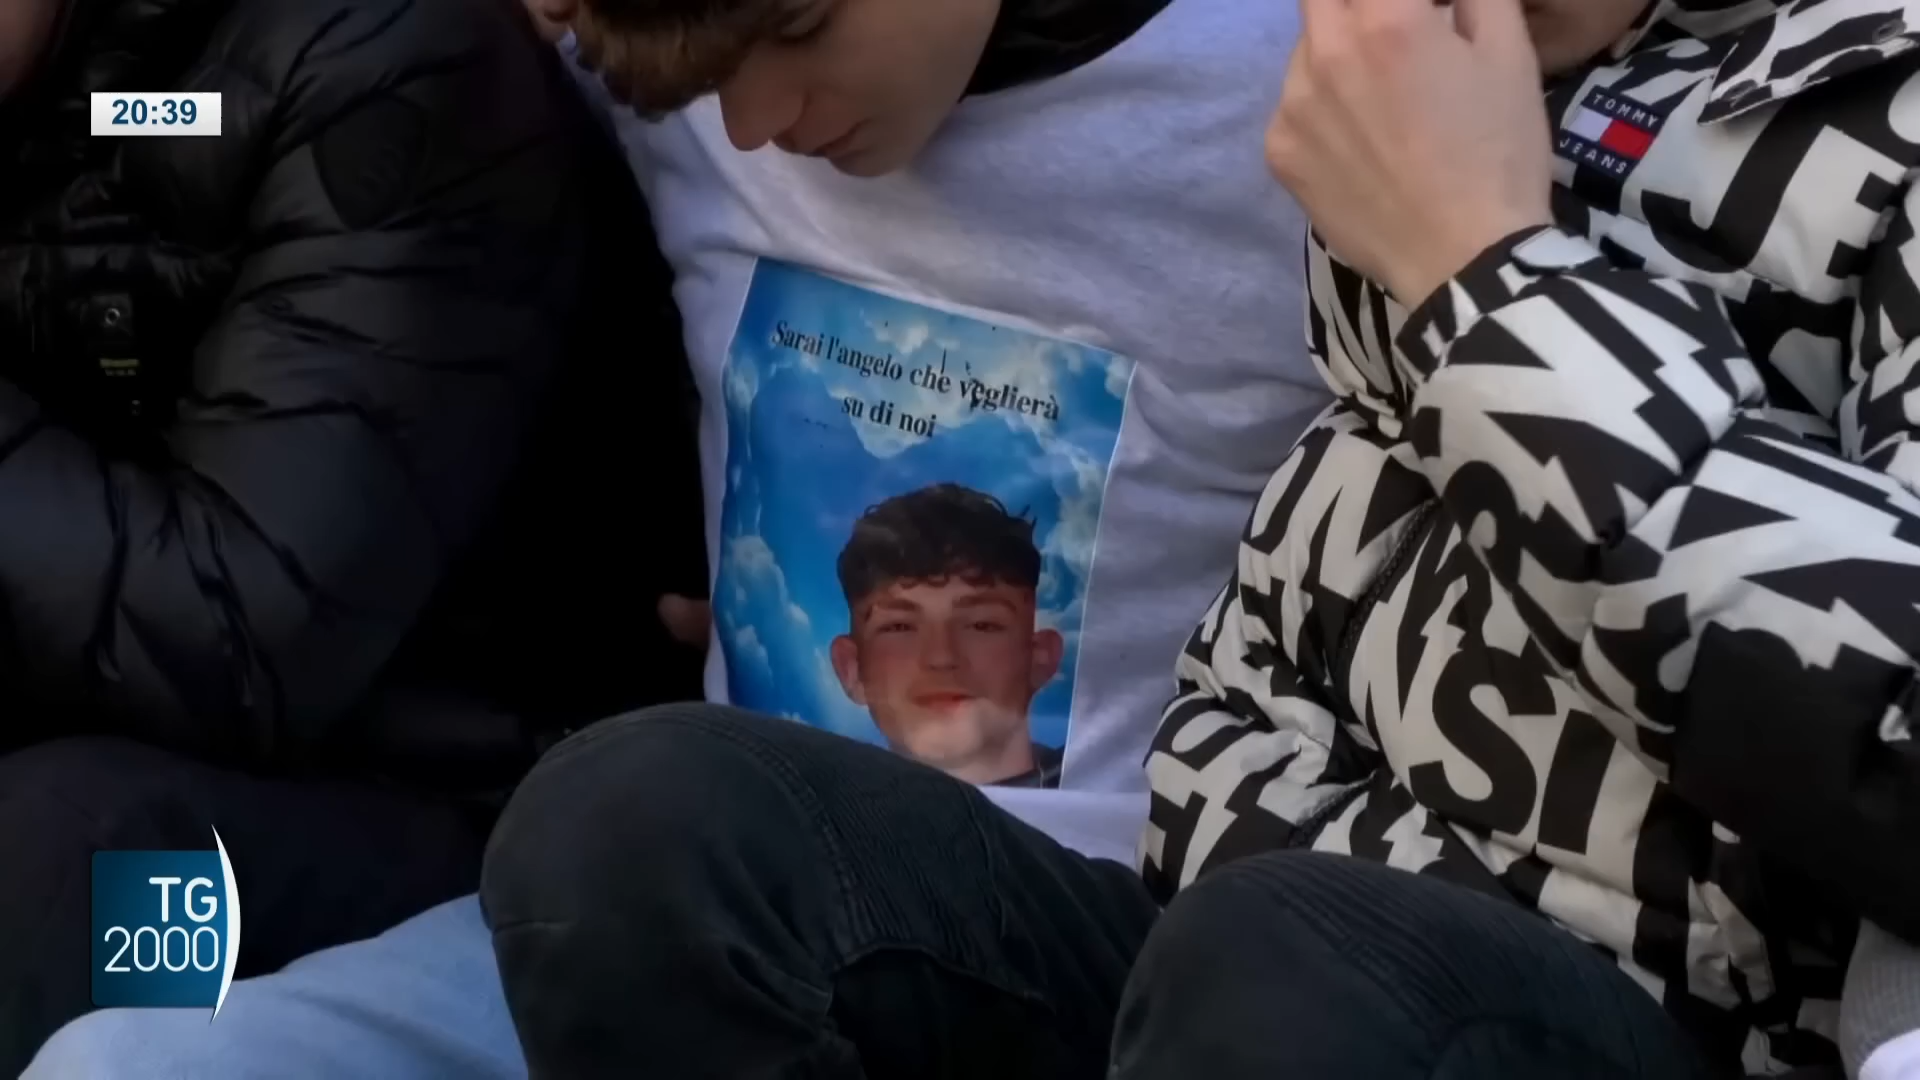 20:39
TOMMY
JEANS
Sarai l'angelo che veglierà
su di noi
TG
2000